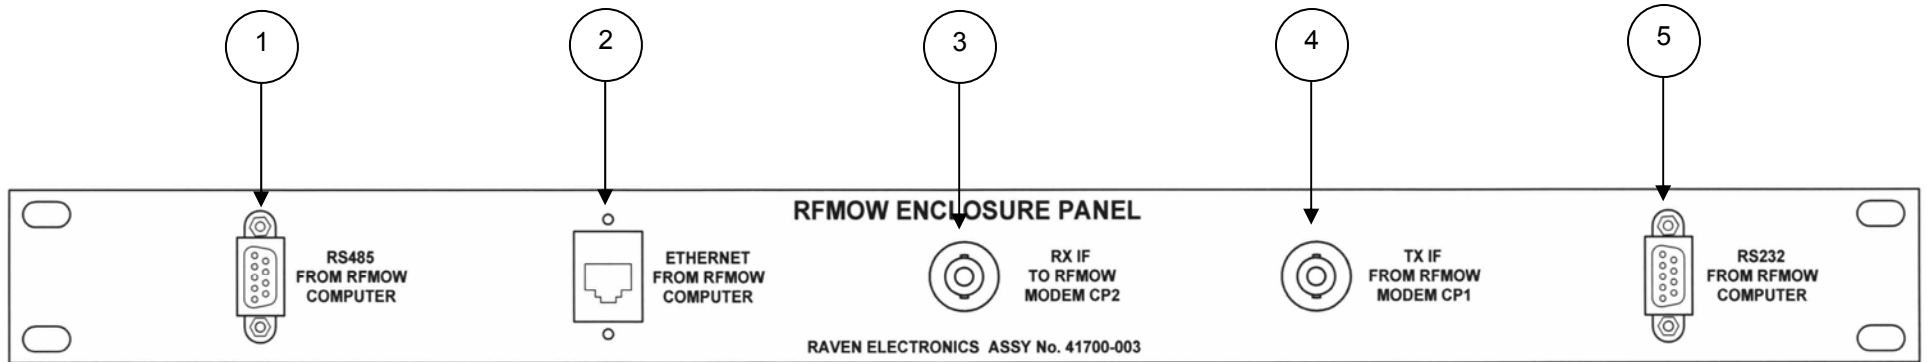 1
2
3
4
5
RFMOW ENCLOSURE PANEL
RS485
FROM RFMOW
COMPUTER
ETHERNET
FROM RFMOW
COMPUTER
RX IF
TO RFMOW
MODEM CP2
TX IF
FROM RFMOW
MODEM CP1
RS232
FROM RFMOW
COMPUTER
RAVEN ELECTRONICS ASSY No. 41700-003